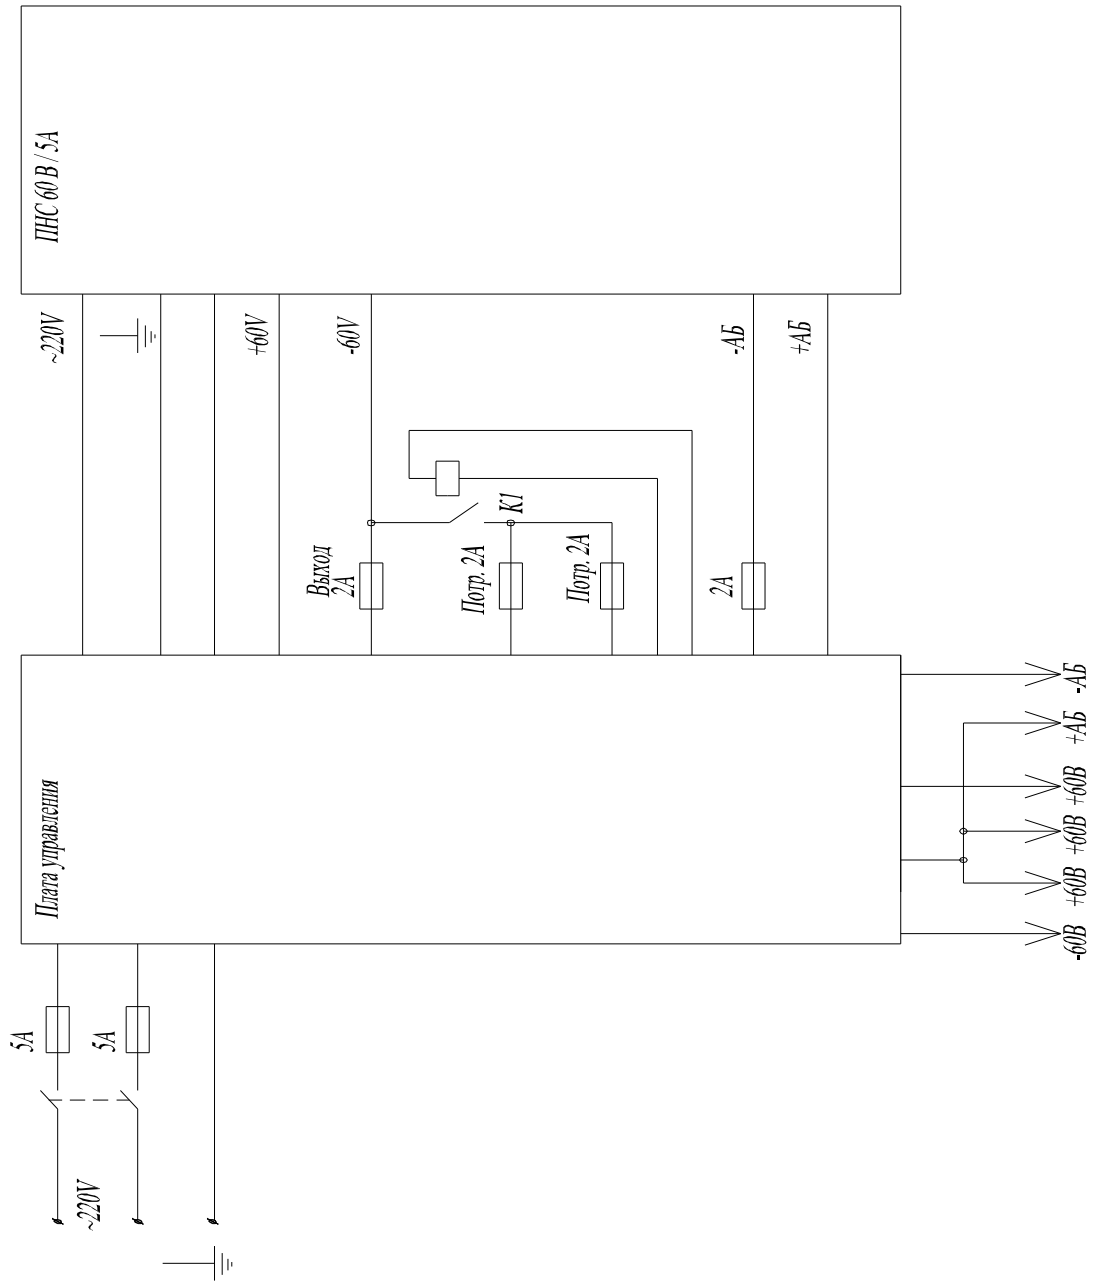 ПНС 60 В / 5А
~220V
+60V
-60V
-АБ
+АБ
Выход
2А
К1
Потр. 2А
Потр. 2А
2А
Плата управления
-АБ
+АБ
+60В
+60В
+60В
-60В
5А
5А
~220V